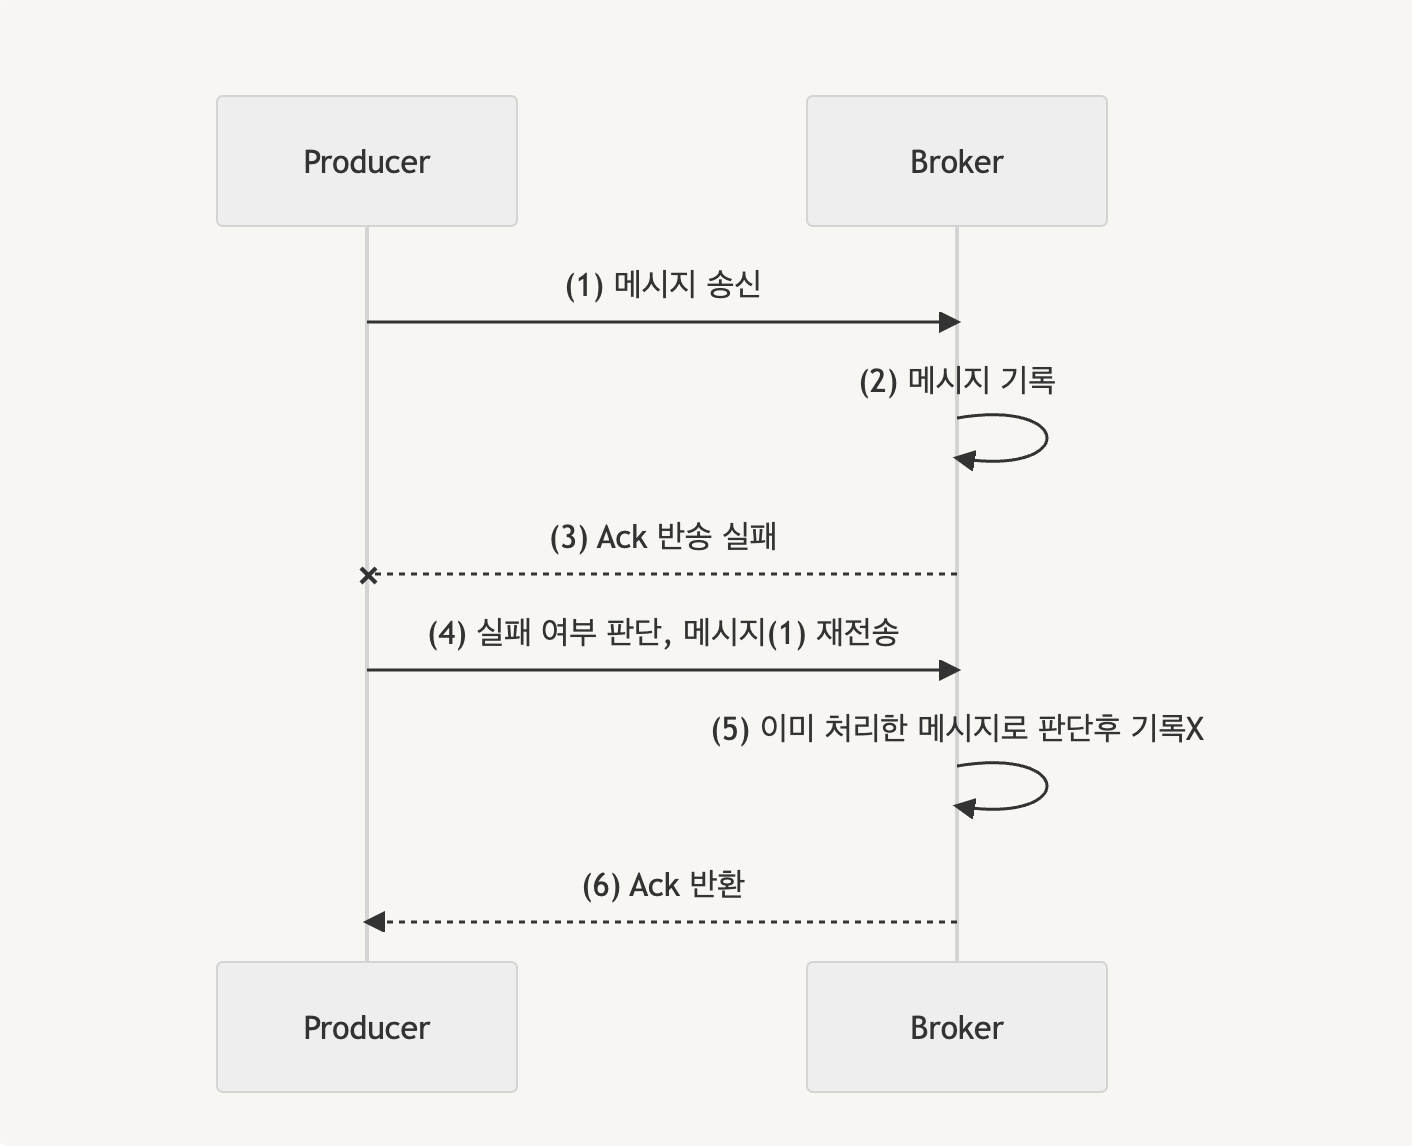 Producer
Broker
(1) 메시지 송신
(2) 메시지 기록
(3) Ack 반송 실패
(4) 실패 여부 판단, 메시지(1) 재전송
(5) 이미 처리한 메시지로 판단후 기록X
(6) Ack 반환
Producer
Broker